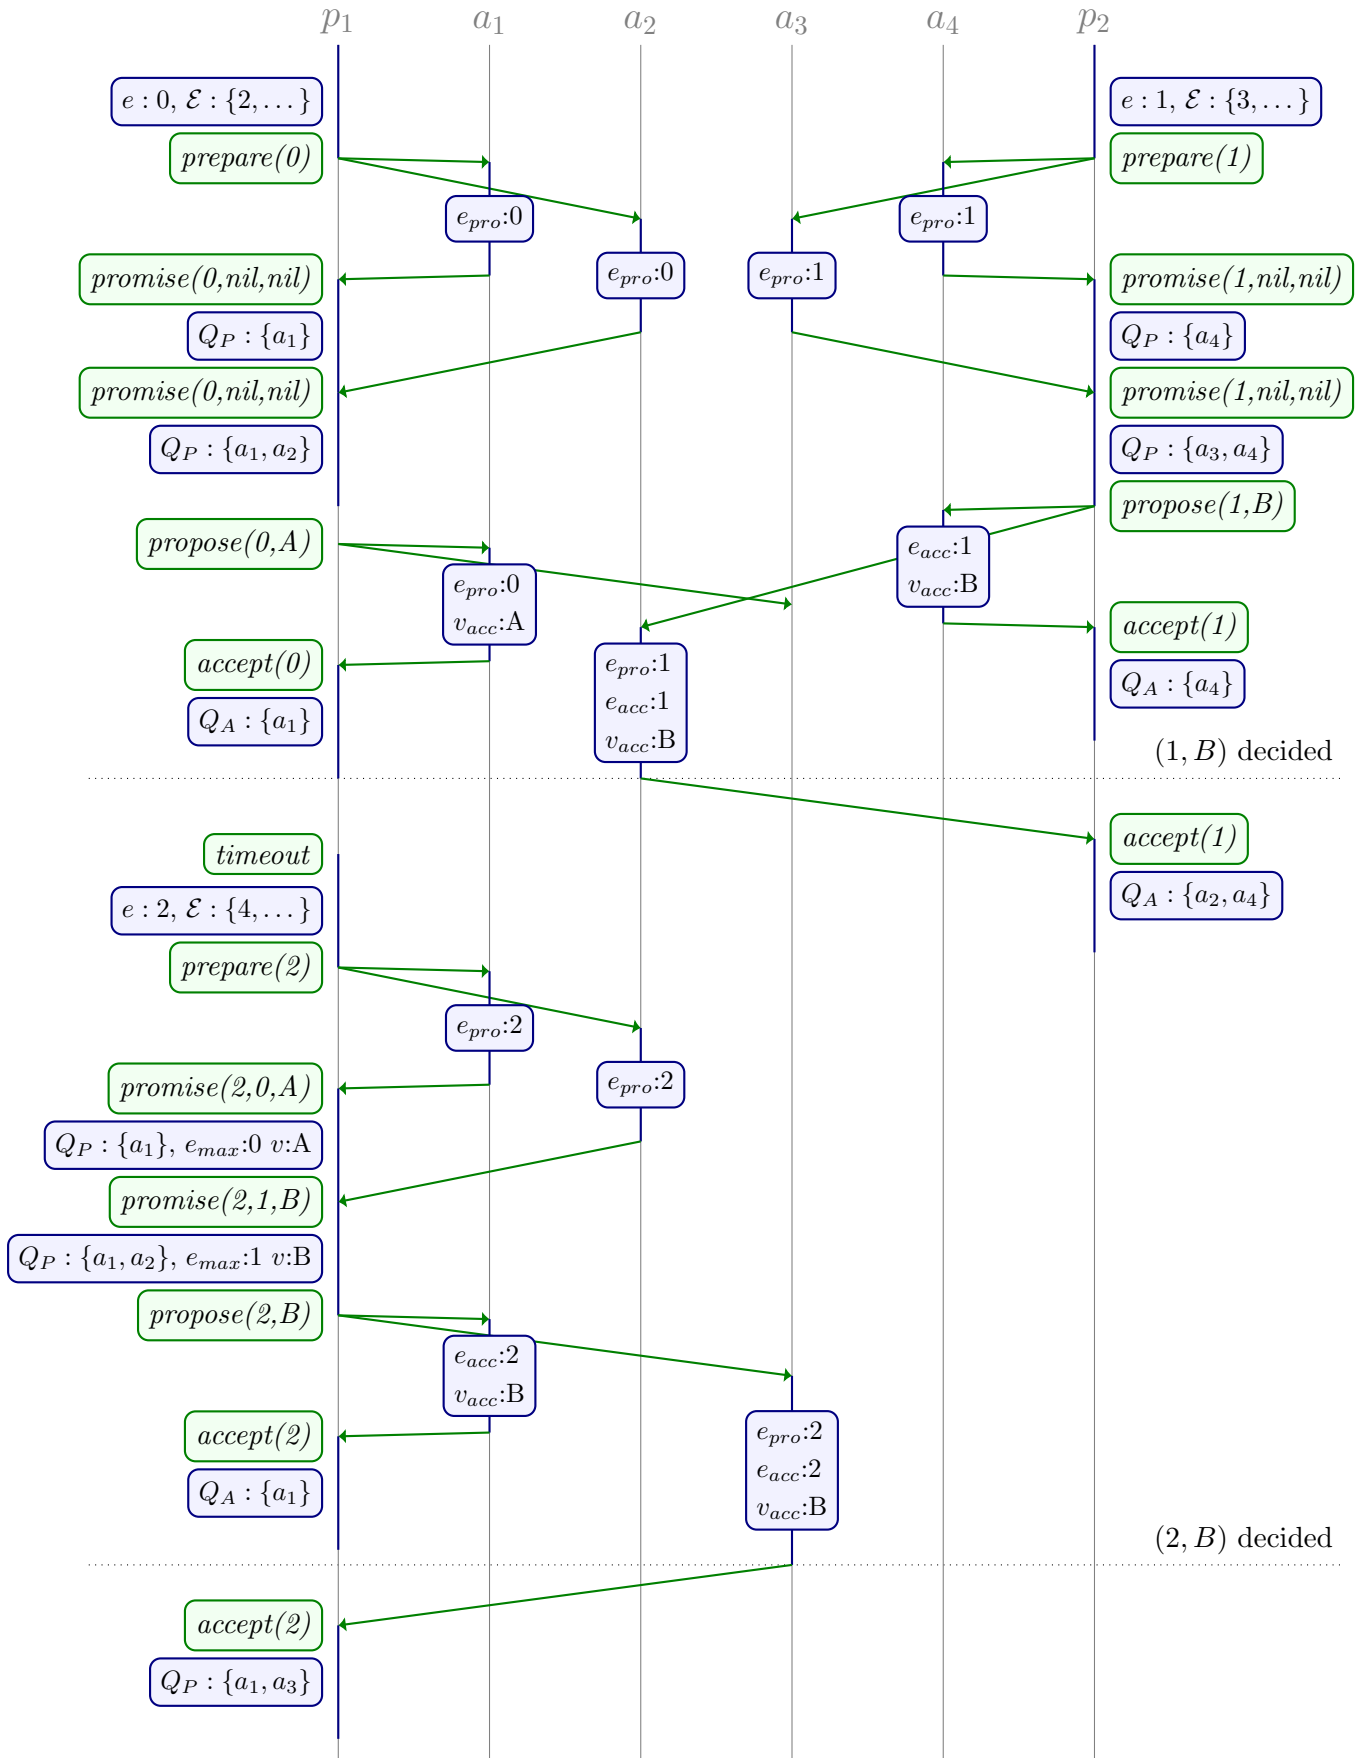 p₁ a₁ a₂ a₃ a₄ p₂
e : 0, ℰ : {2, . . . }
e : 1, ℰ : {3, . . . }
prepare(0)
prepare(1)
e_pro:0
e_pro:1
promise(0,nil,nil)
e_pro:0
e_pro:1
promise(1,nil,nil)
Q_P : {a₁}
Q_P : {a₄}
promise(0,nil,nil)
promise(1,nil,nil)
Q_P : {a₁, a₂}
Q_P : {a₃, a₄}
propose(1,B)
propose(0,A)
e_acc:1
v_acc:B
e_pro:0
v_acc:A
accept(1)
accept(0)
e_pro:1
e_acc:1
v_acc:B
Q_A : {a₄}
Q_A : {a₁}
(1, B) decided
accept(1)
timeout
Q_A : {a₂, a₄}
e : 2, ℰ : {4, . . . }
prepare(2)
e_pro:2
promise(2,0,A)
e_pro:2
Q_P : {a₁}, e_max:0 v:A
promise(2,1,B)
Q_P : {a₁, a₂}, e_max:1 v:B
propose(2,B)
e_acc:2
v_acc:B
accept(2)
e_pro:2
e_acc:2
v_acc:B
Q_A : {a₁}
(2, B) decided
accept(2)
Q_P : {a₁, a₃}